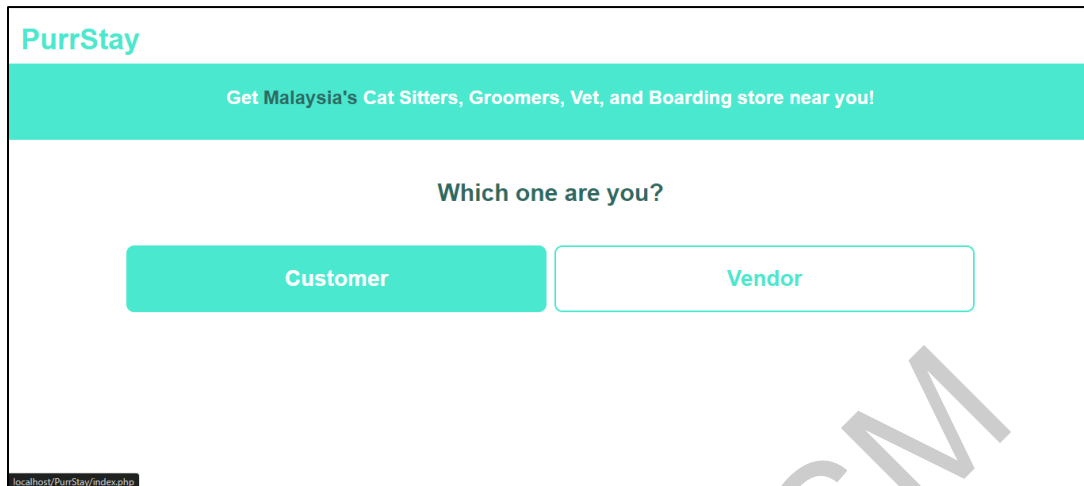 PurrStay
Get Malaysia's Cat Sitters, Groomers, Vet, and Boarding store near you!
Which one are you?
Customer
Vendor
localhost/PurrStay/index.php